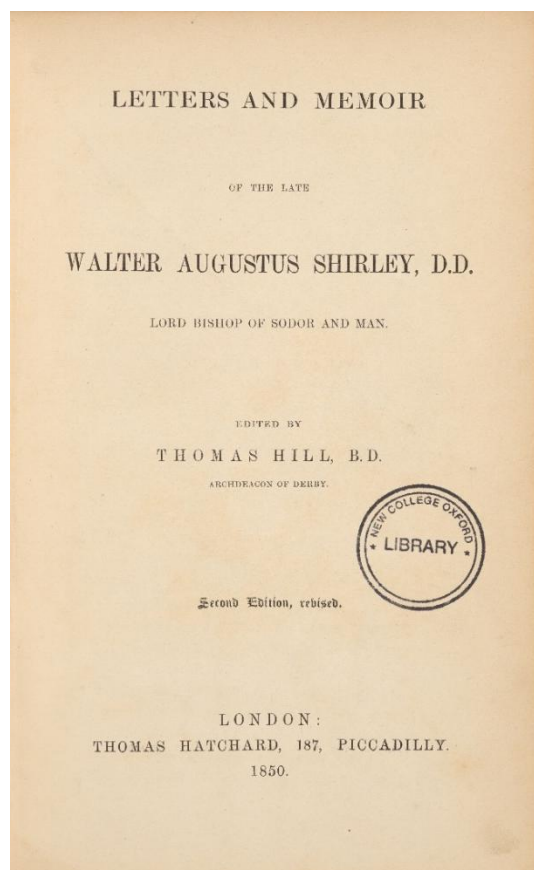 LETTERS AND MEMOIR
OF THE LATE
WALTER AUGUSTUS SHIRLEY, D.D.
LORD BISHOP OF SODOR AND MAN.
EDITED BY
THOMAS HILL, B.D.
ARCHDEACON OF DERBY.
NEW COLLEGE OXFORD
* LIBRARY *
Second Edition, revised.
LONDON:
THOMAS HATCHARD, 187, PICCADILLY.
1850.